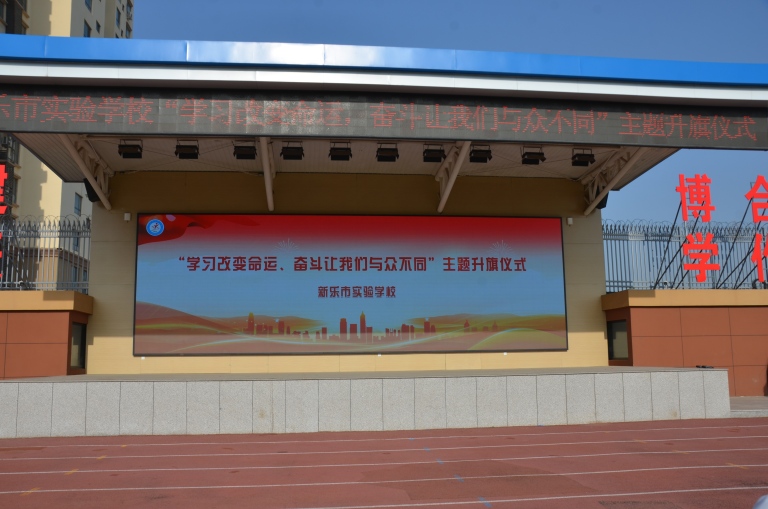 乐市实验学校“学习改变命运，奋斗让我们与众不同”主题升旗仪式
“学习改变命运、奋斗让我们与众不同”主题升旗仪式
新乐市实验学校
博学
合作